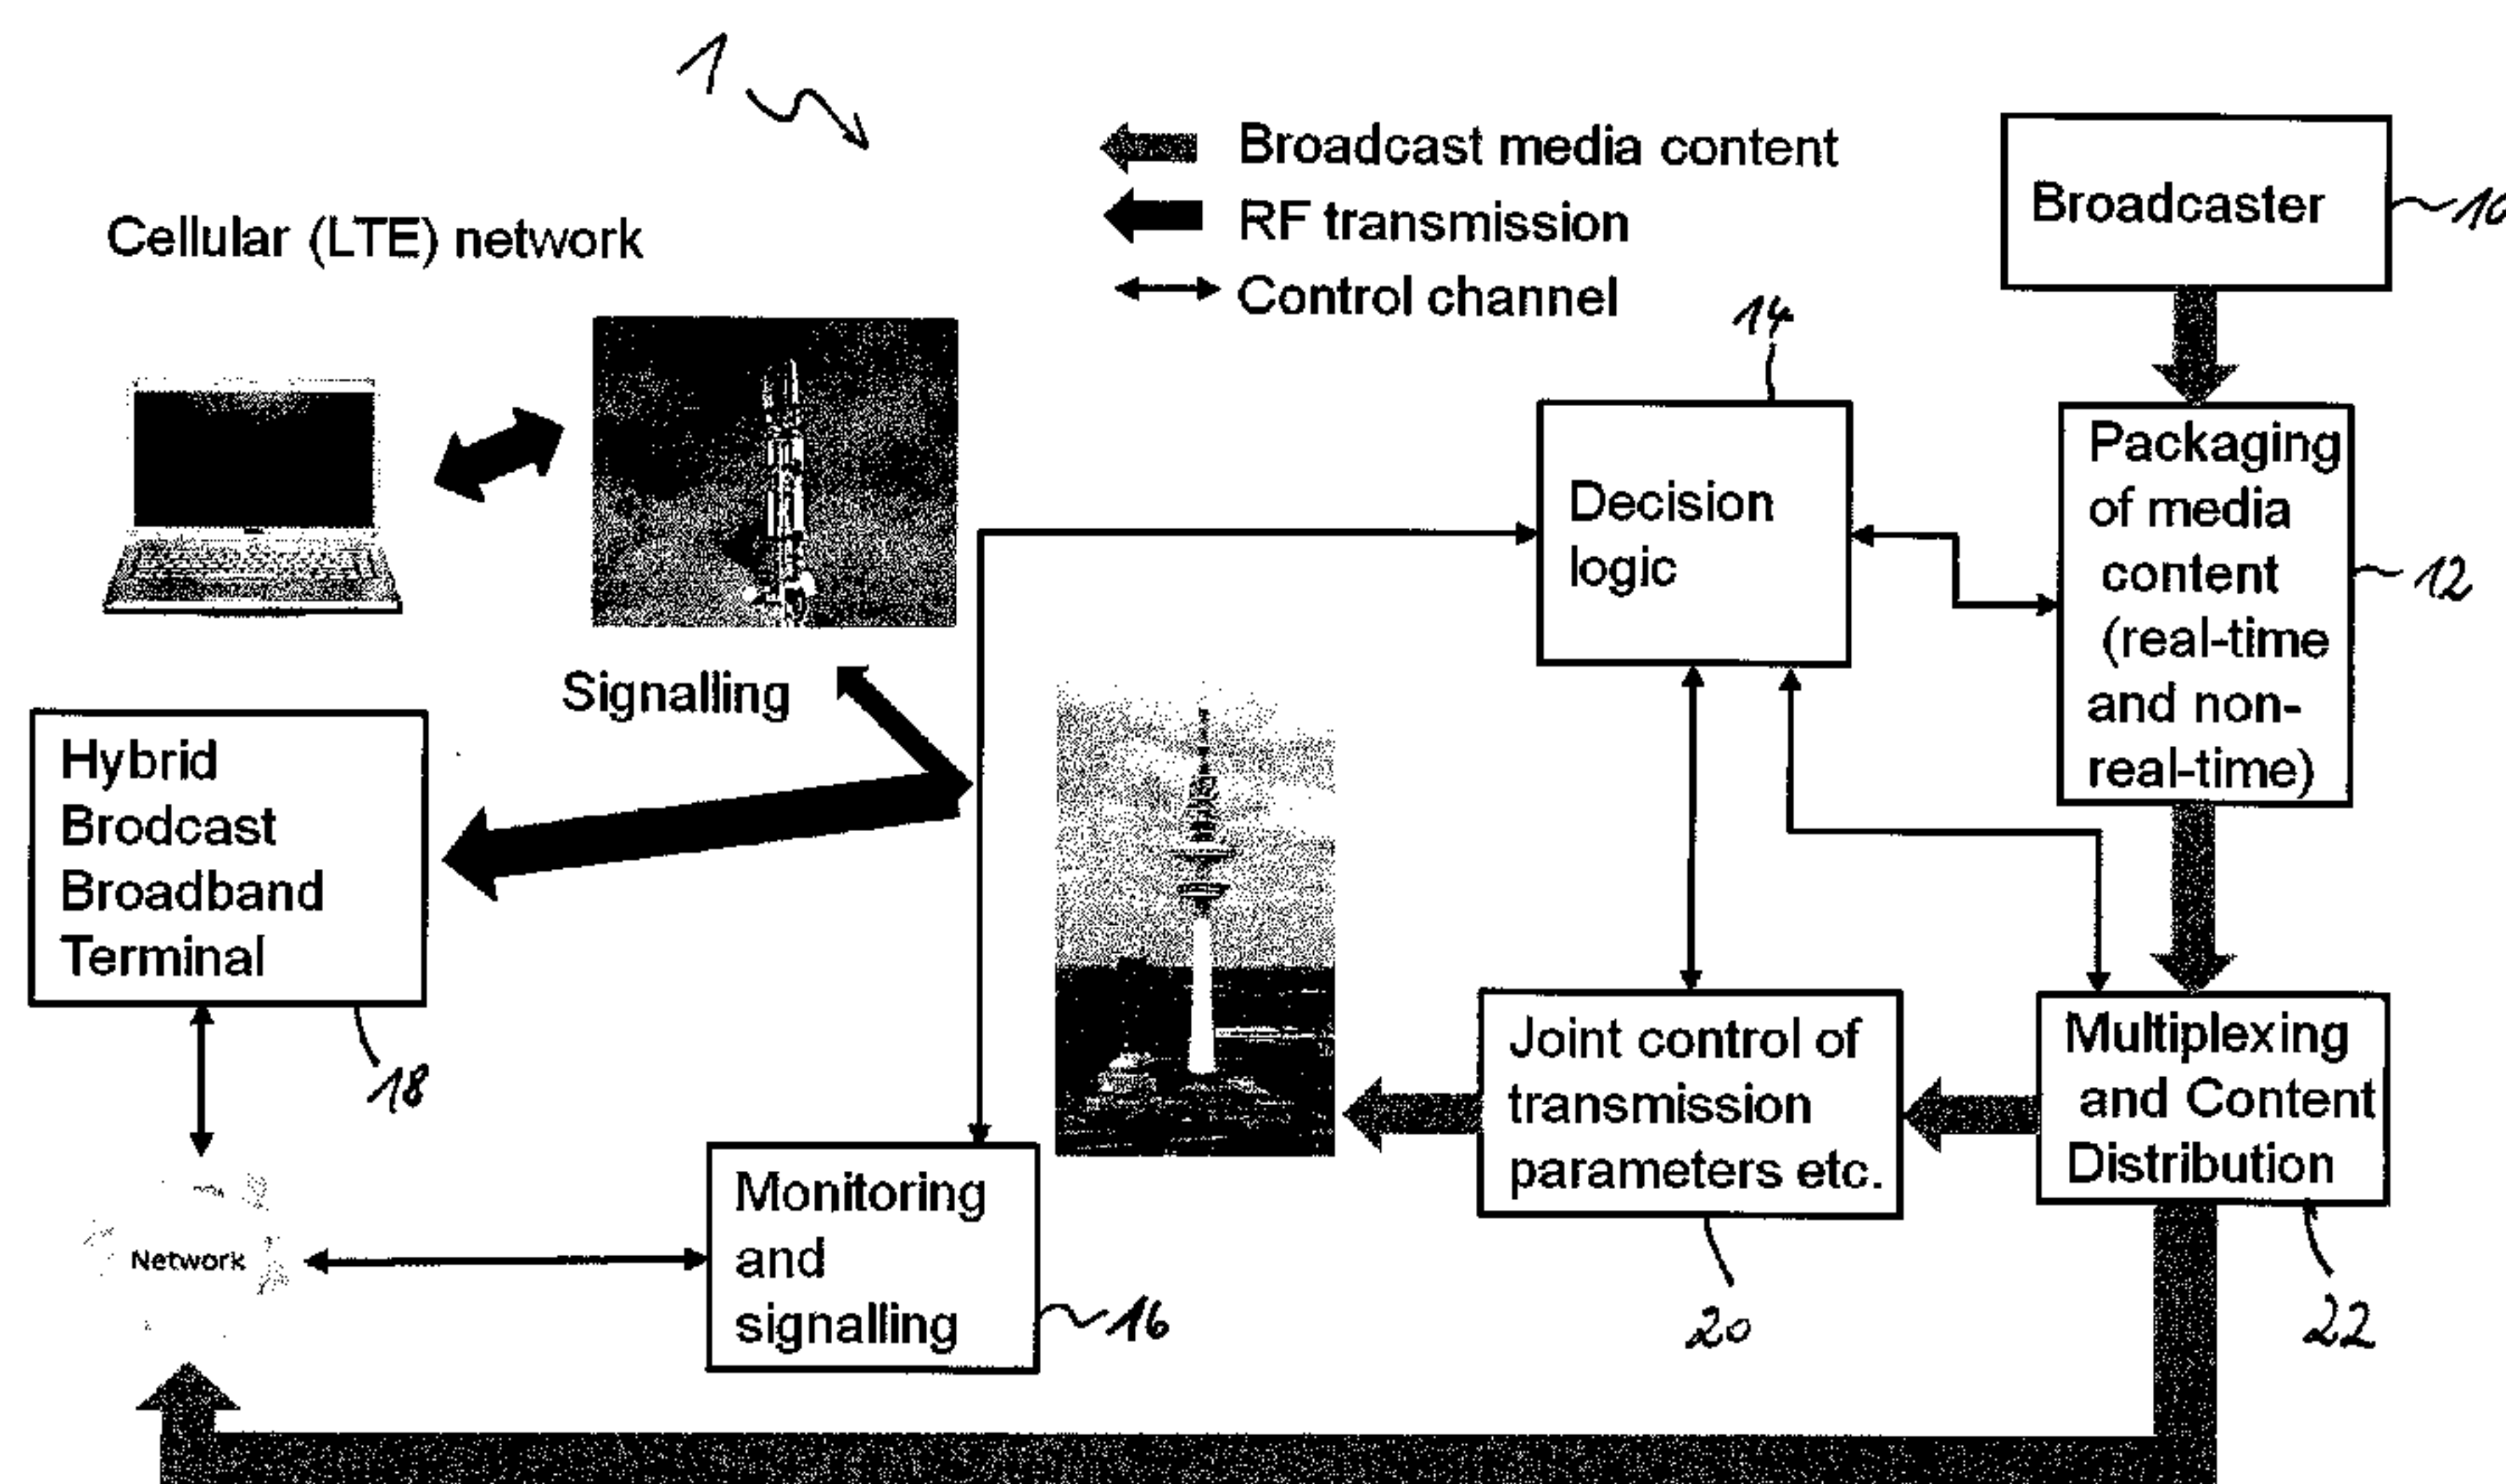 1
Broadcast media content
RF transmission
Control channel
Broadcaster
10
Cellular (LTE) network
14
Decision
logic
Packaging
of media
content
(real-time
and non-
real-time)
12
Signalling
Hybrid
Brodcast
Broadband
Terminal
18
Network
Monitoring
and
signalling
16
Joint control of
transmission
parameters etc.
20
Multiplexing
and Content
Distribution
22